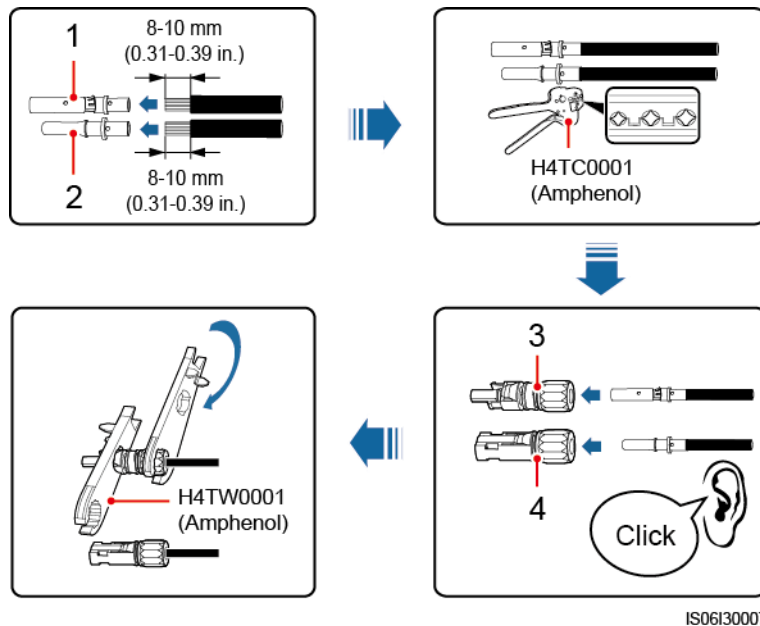 1
8-10 mm
(0.31-0.39 in.)
2
8-10 mm
(0.31-0.39 in.)
H4TC0001
(Amphenol)
3
4
Click
H4TW0001
(Amphenol)